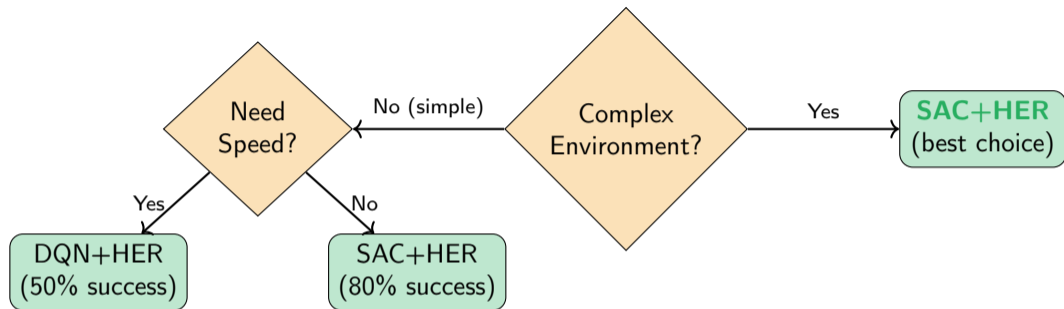 Need
Speed?
No (simple)
Complex
Environment?
Yes
SAC+HER
(best choice)
Yes
No
DQN+HER
(50% success)
SAC+HER
(80% success)